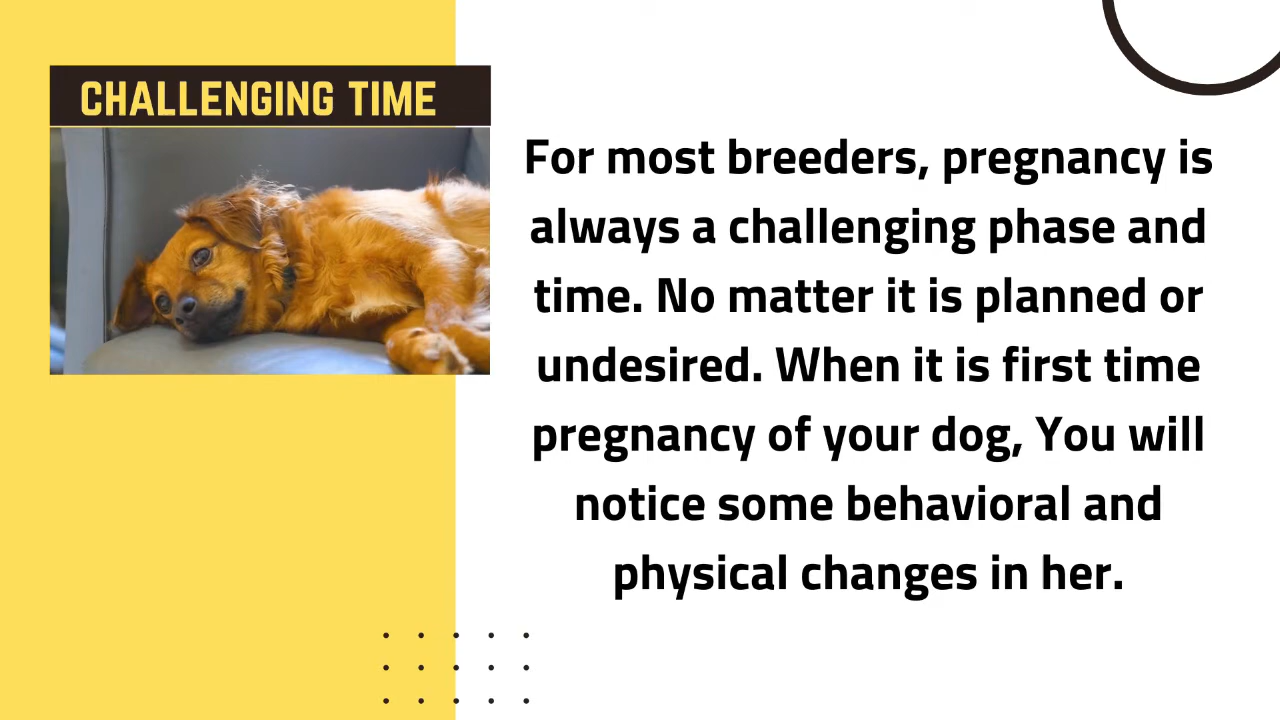 CHALLENGING TIME
For most breeders, pregnancy is
always a challenging phase and
time. No matter it is planned or
undesired. When it is first time
pregnancy of your dog, You will
notice some behavioral and
physical changes in her.